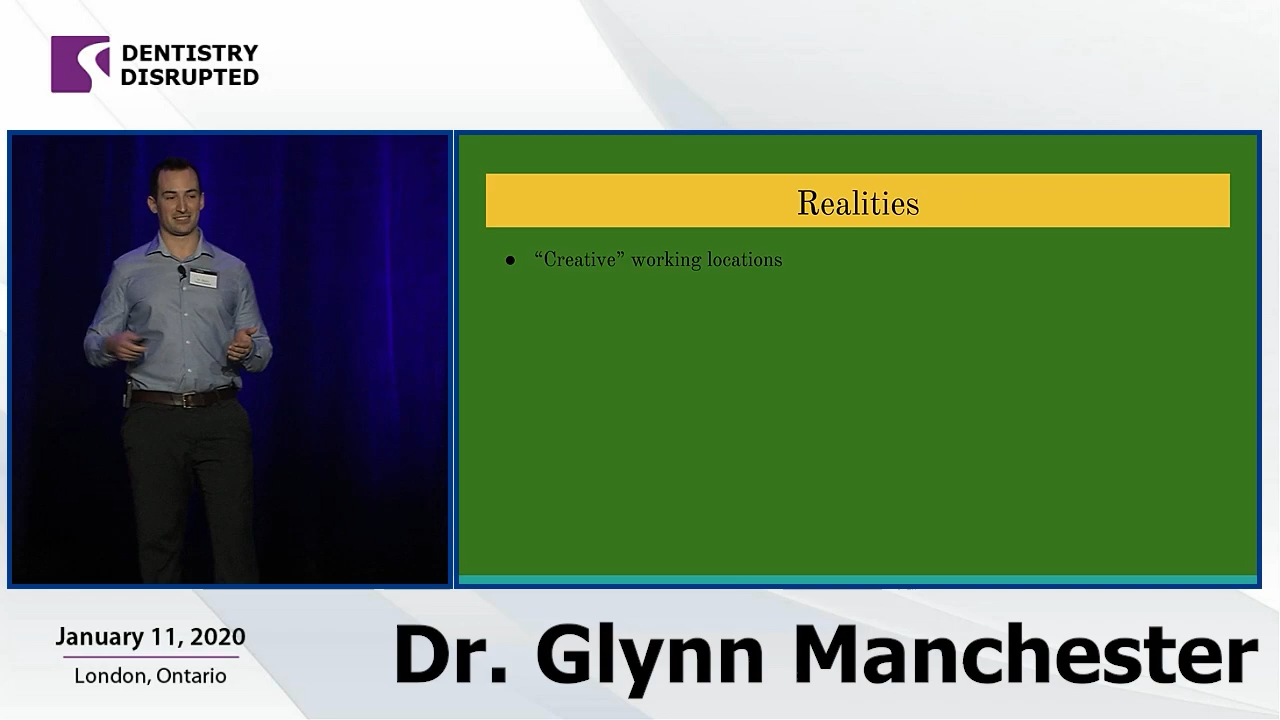 DENTISTRY
DISRUPTED
Realities
● “Creative” working locations
January 11, 2020
London, Ontario
Dr. Glynn Manchester